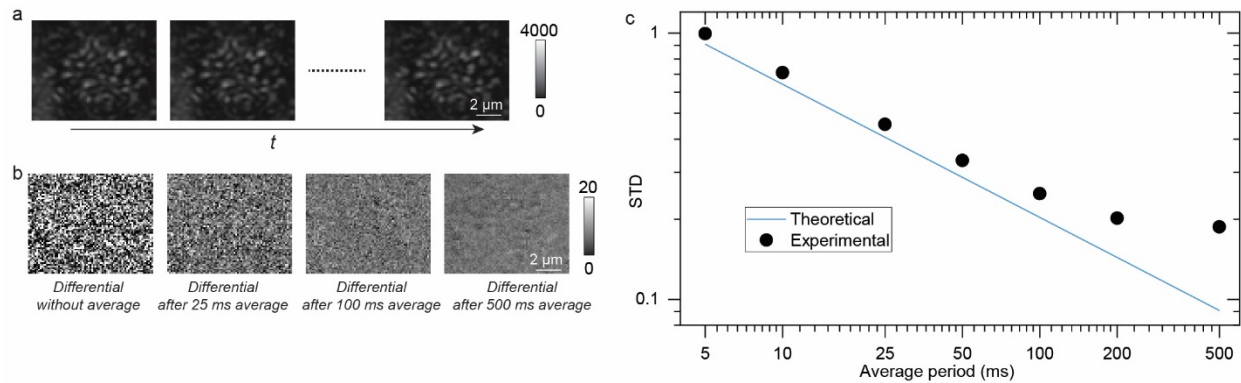 a
4000
0
2 µm
t
b
20
0
2 µm
Differential
without average
Differential
after 25 ms average
Differential
after 100 ms average
Differential
after 500 ms average
c
1
0.1
STD
Theoretical
Experimental
5 10 25 50 100 200 500
Average period (ms)